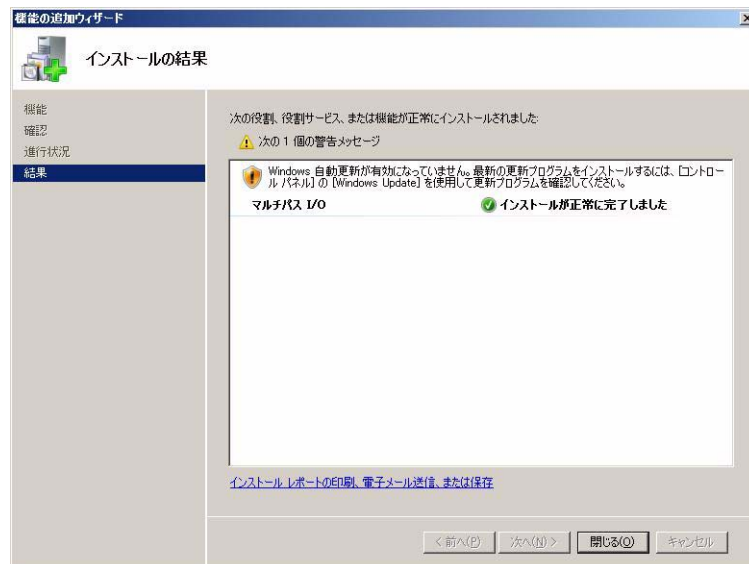 機能の追加ウィザード
インストールの結果
機能
確認
進行状況
結果
次の役割、役割サービス、または機能が正常にインストールされました:
次の 1 個の警告メッセージ
Windows 自動更新が有効になっていません。最新の更新プログラムをインストールするには、[コントロー
ル パネル] の [Windows Update] を使用して更新プログラムを確認してください。
マルチパス I/O インストールが正常に完了しました
インストール レポートの印刷、電子メール送信、または保存
< 前へ(P) 次へ(N) > 閉じる(O) キャンセル